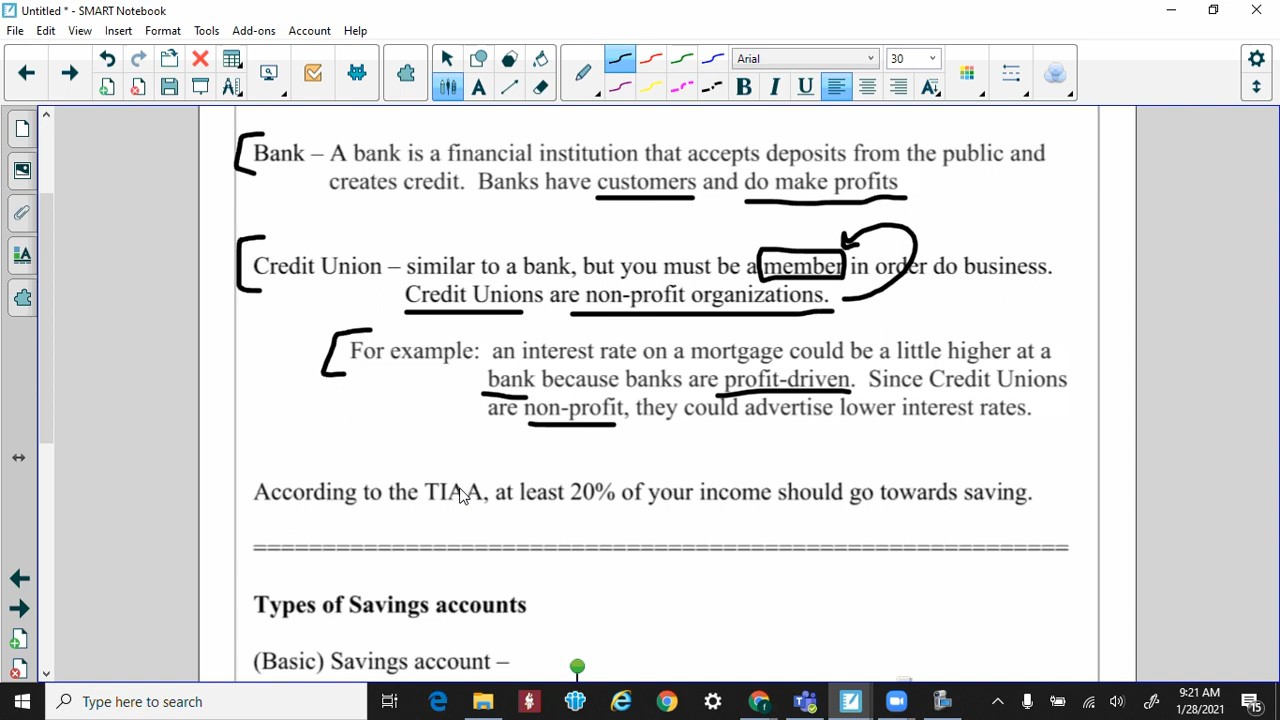 Untitled * - SMART Notebook
File Edit View Insert Format Tools Add-ons Account Help
Arial 30
B I U A
Bank – A bank is a financial institution that accepts deposits from the public and
creates credit. Banks have customers and do make profits
Credit Union – similar to a bank, but you must be a member in order do business.
Credit Unions are non-profit organizations.
For example: an interest rate on a mortgage could be a little higher at a
bank because banks are profit-driven. Since Credit Unions
are non-profit, they could advertise lower interest rates.
According to the TIAA, at least 20% of your income should go towards saving.
====================================================
Types of Savings accounts
(Basic) Savings account –
Type here to search
9:21 AM
1/28/2021
15